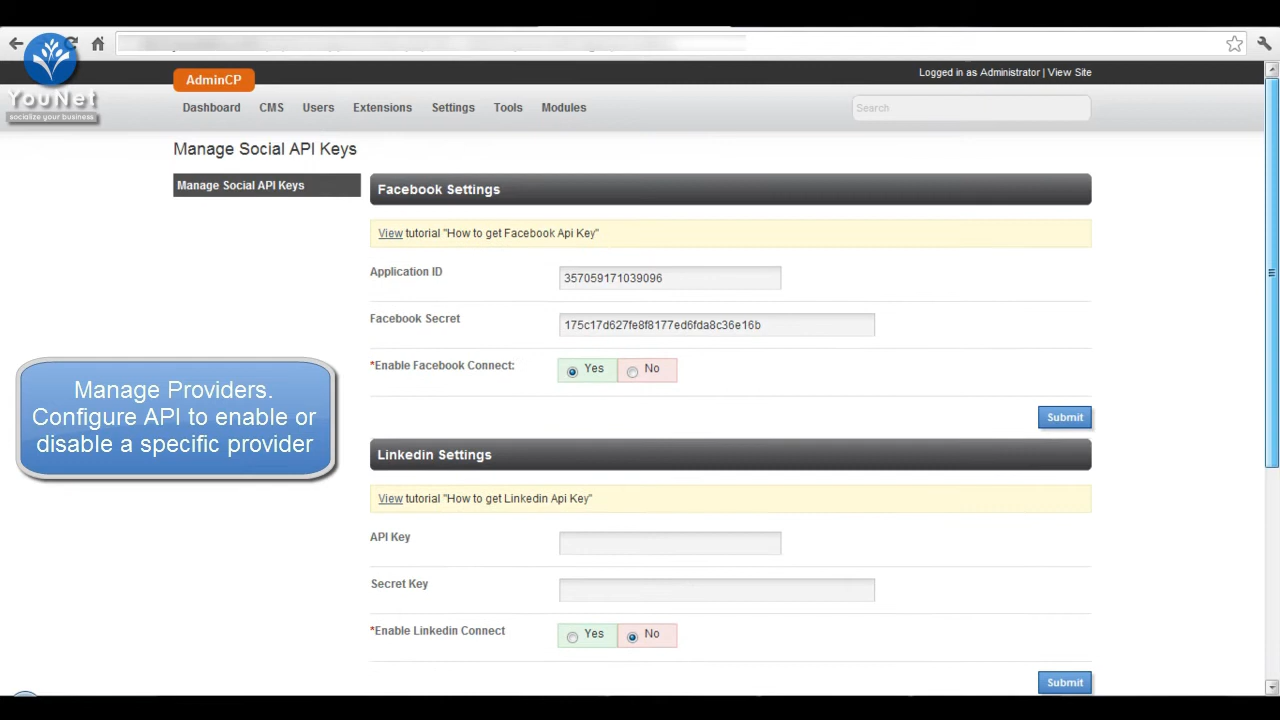 YouNet
socialize your business
AdminCP
Logged in as Administrator | View Site
Dashboard CMS Users Extensions Settings Tools Modules
Search
Manage Social API Keys
Manage Social API Keys
Facebook Settings
View tutorial "How to get Facebook Api Key"
Application ID
357059171039096
Facebook Secret
175c17d627fe8f8177ed6fda8c36e16b
*Enable Facebook Connect:
Yes No
Submit
Manage Providers.
Configure API to enable or
disable a specific provider
Linkedin Settings
View tutorial "How to get Linkedin Api Key"
API Key
Secret Key
*Enable Linkedin Connect
Yes No
Submit